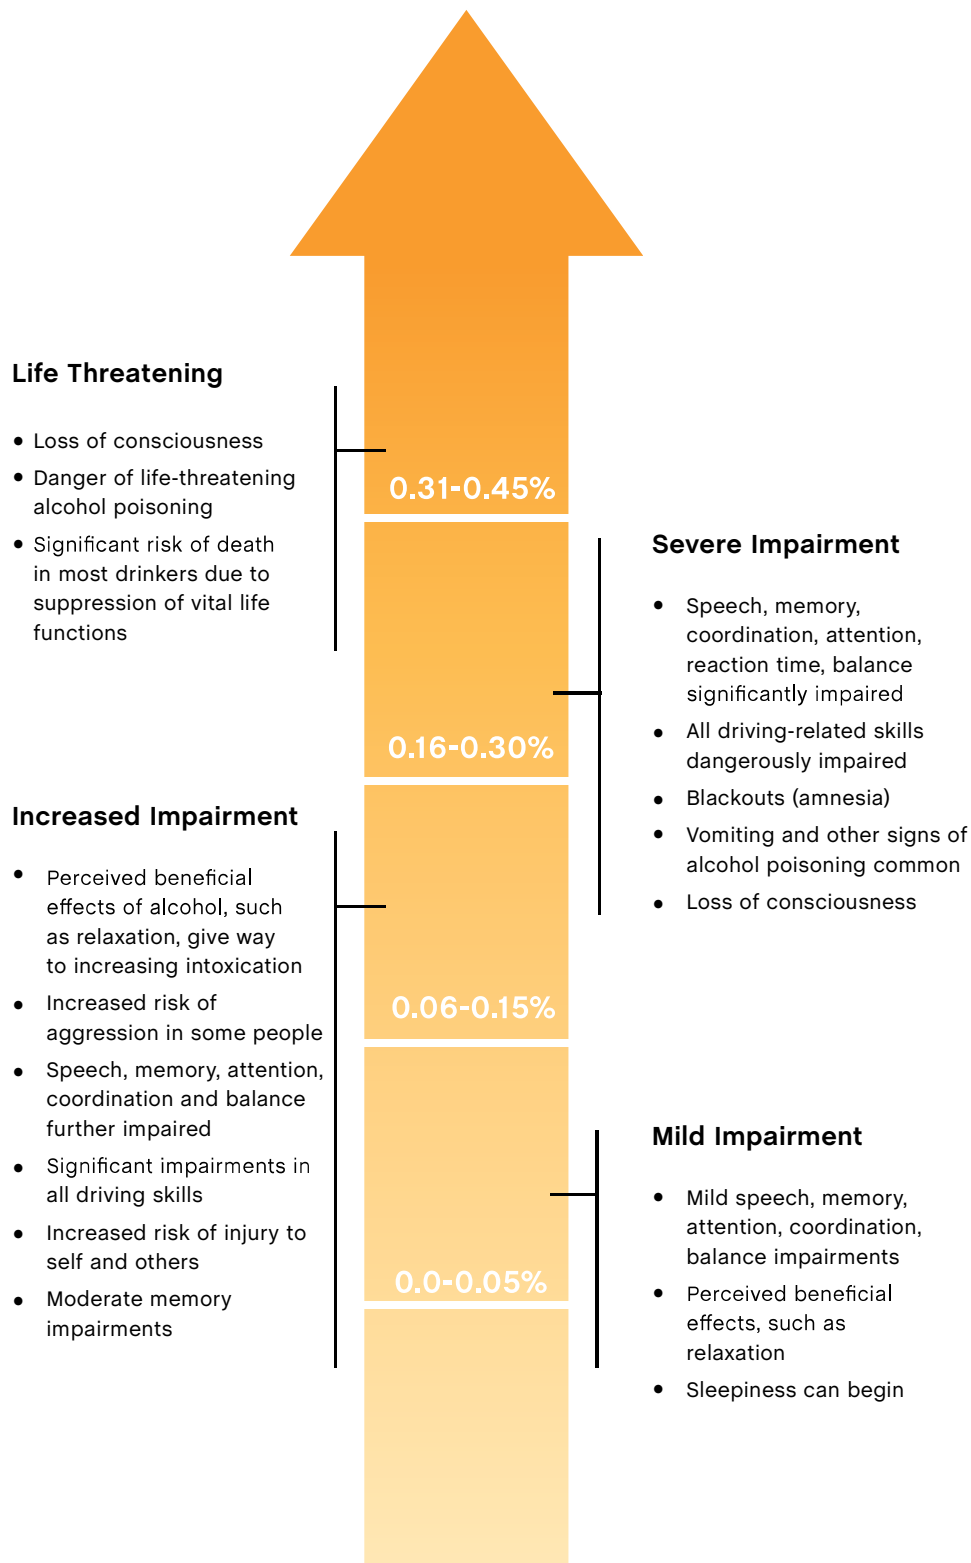 Life Threatening
• Loss of consciousness
• Danger of life-threatening
alcohol poisoning
• Significant risk of death
in most drinkers due to
suppression of vital life
functions
0.31-0.45%
Severe Impairment
• Speech, memory,
coordination, attention,
reaction time, balance
significantly impaired
• All driving-related skills
dangerously impaired
• Blackouts (amnesia)
• Vomiting and other signs of
alcohol poisoning common
• Loss of consciousness
0.16-0.30%
Increased Impairment
• Perceived beneficial
effects of alcohol, such
as relaxation, give way
to increasing intoxication
• Increased risk of
aggression in some people
• Speech, memory, attention,
coordination and balance
further impaired
• Significant impairments in
all driving skills
• Increased risk of injury to
self and others
• Moderate memory
impairments
0.06-0.15%
Mild Impairment
• Mild speech, memory,
attention, coordination,
balance impairments
• Perceived beneficial
effects, such as
relaxation
• Sleepiness can begin
0.0-0.05%